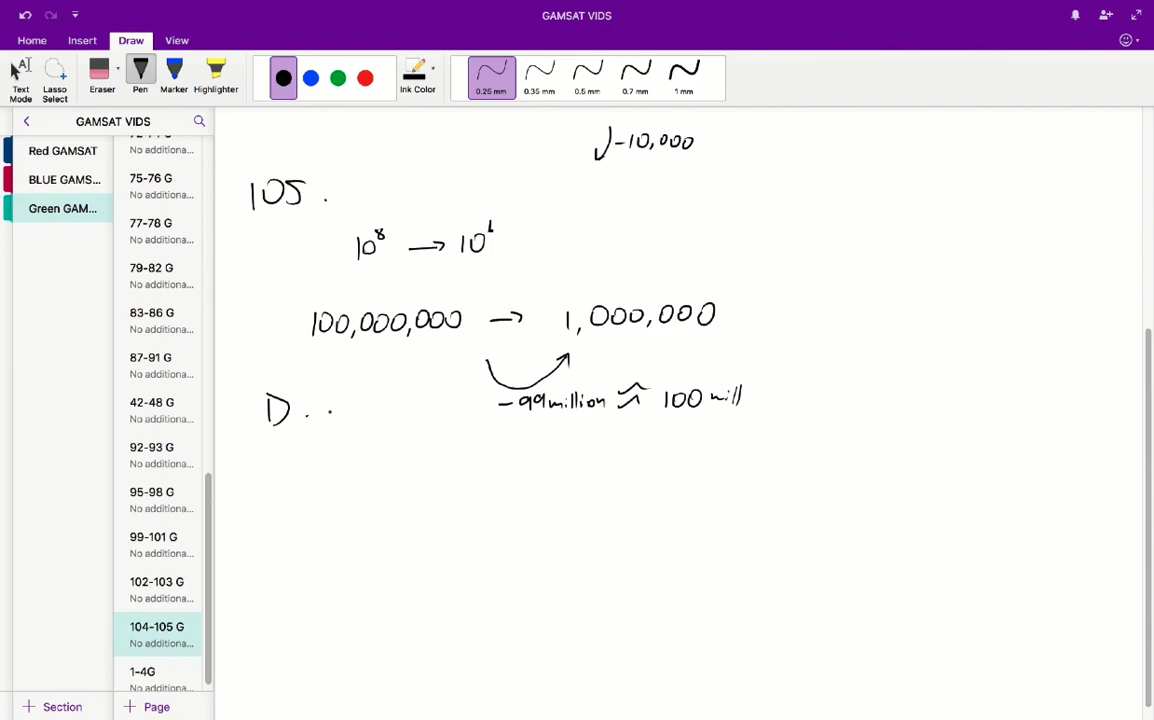 GAMSAT VIDS
Home Insert Draw View
Text Mode Lasso Select Eraser Pen Marker Highlighter Ink Color 0.25 mm 0.35 mm 0.5 mm 0.7 mm 1 mm
GAMSAT VIDS
Red GAMSAT
BLUE GAMS...
Green GAM...
No additiona...
75-76 G
No additiona...
77-78 G
No additiona...
79-82 G
No additiona...
83-86 G
No additiona...
87-91 G
No additiona...
42-48 G
No additiona...
92-93 G
No additiona...
95-98 G
No additiona...
99-101 G
No additiona...
102-103 G
No additiona...
104-105 G
No additiona...
1-4G
No additiona...
+ Section + Page
-10,000
105.
10⁸ → 10⁶
100,000,000 → 1,000,000
D.. -99million ≈ 100 mill